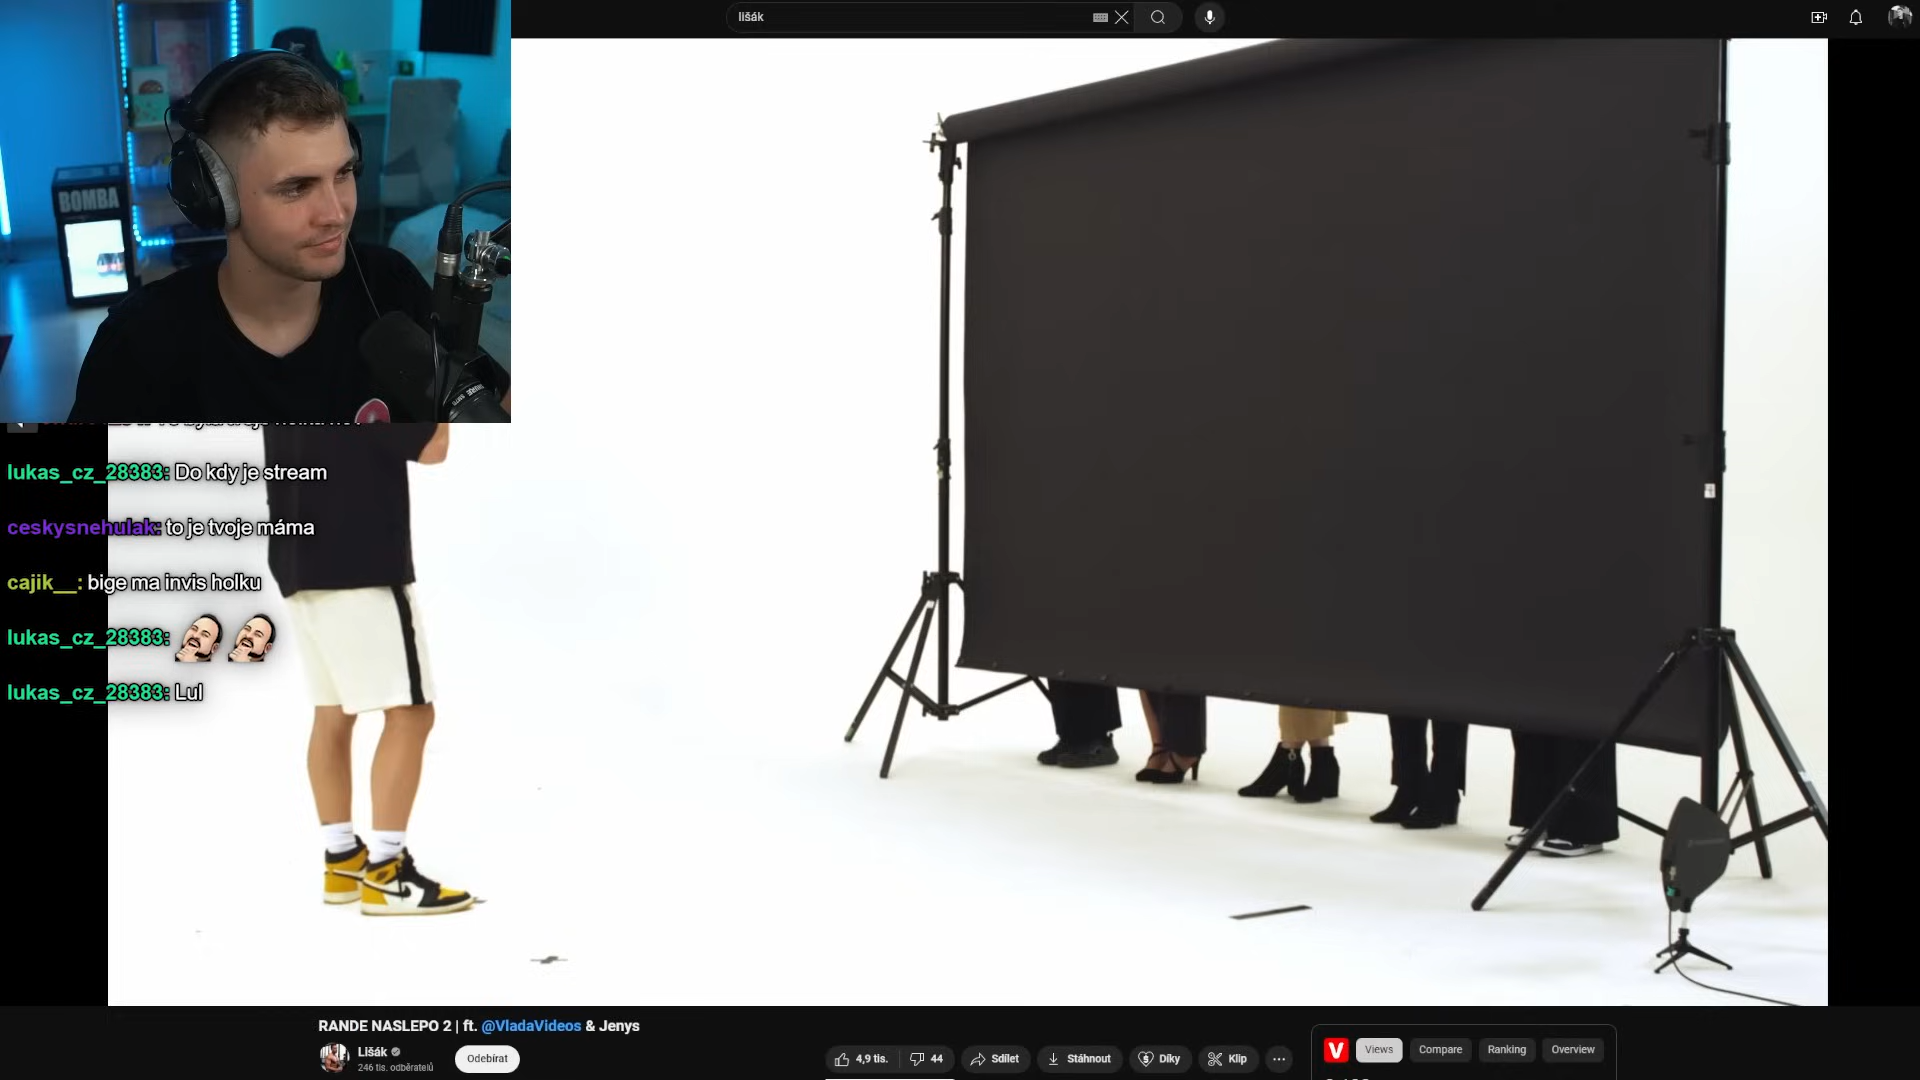 lišák
BOMBA
lukas_cz_28383: Do kdy je stream
ceskysnehulak: to je tvoje máma
cajik__: bige ma invis holku
lukas_cz_28383:
lukas_cz_28383: Lul
RANDE NASLEPO 2 | ft. @VladaVideos & Jenys
Lišák
246 tis. odběratelů
Odebírat
4,9 tis.
44
Sdílet
Stáhnout
Díky
Klip
V
Views
Compare
Ranking
Overview